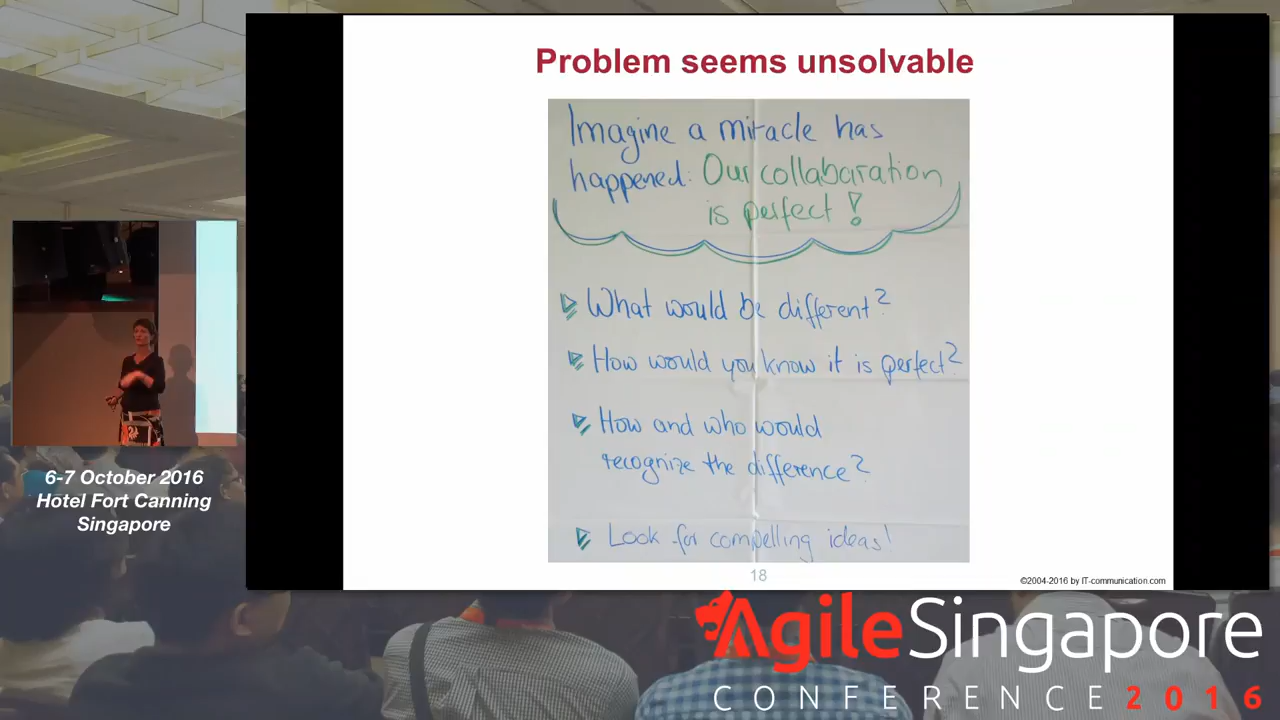 Problem seems unsolvable
Imagine a miracle has
happened: Our collabaration
is perfect!
What would be different?
How would you know it is perfect?
How and who would
recognize the difference?
Look for compelling ideas!
18
©2004-2016 by IT-communication.com
6-7 October 2016
Hotel Fort Canning
Singapore
AgileSingapore
CONFERENCE 2016